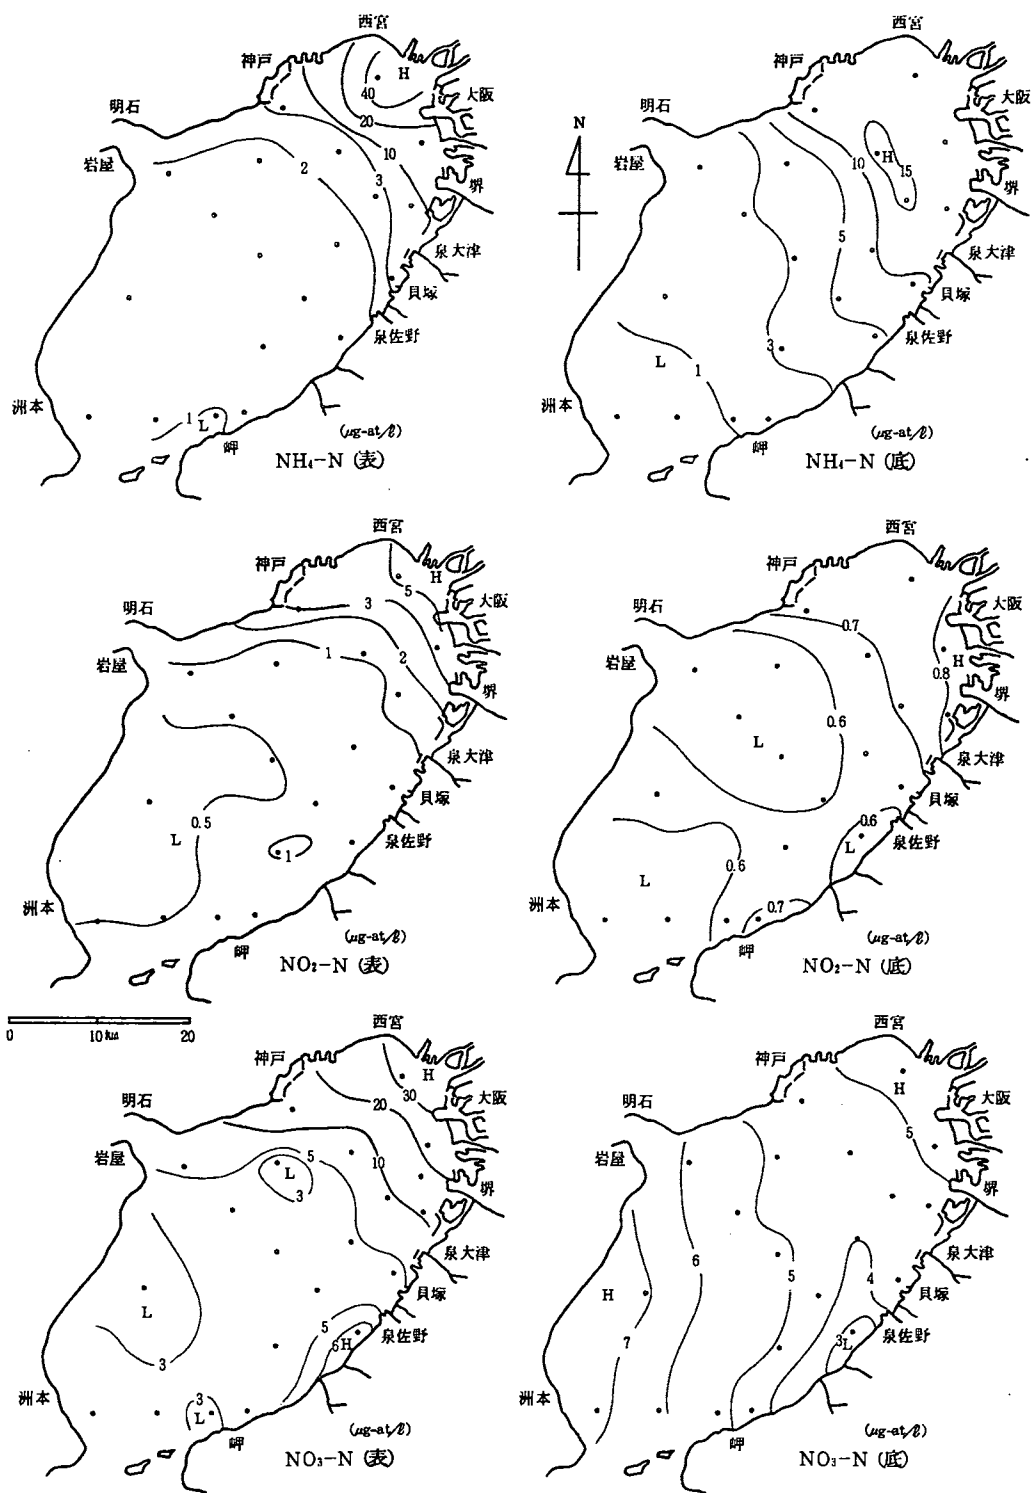 西宮
神戸
H
明石
40
大阪
20
岩屋
10
2
3
堺
泉大津
貝塚
泉佐野
洲本
1
L
岬
(μg-at/ℓ)
NH₄-N (表)
N
西宮
神戸
明石
大阪
岩屋
10
H
15
堺
5
泉大津
貝塚
泉佐野
L
3
1
洲本
岬
(μg-at/ℓ)
NH₄-N (底)
西宮
神戸
H
5
明石
3
大阪
岩屋
1
2
堺
泉大津
貝塚
0.5
L
泉佐野
1
洲本
岬
(μg-at/ℓ)
NO₂-N (表)
西宮
神戸
明石
大阪
0.7
岩屋
H
0.8
堺
0.6
L
泉大津
貝塚
0.6
泉佐野
L
0.6
L
洲本
0.7
岬
(μg-at/ℓ)
NO₂-N (底)
0 10km 20
西宮
神戸
H
30
明石
20
大阪
岩屋
5
10
L
3
堺
泉大津
貝塚
L
5
泉佐野
6H
3
洲本
3
L
岬
(μg-at/ℓ)
NO₃-N (表)
西宮
神戸
H
明石
大阪
5
岩屋
堺
6
泉大津
5
4
貝塚
H
7
3L
泉佐野
洲本
岬
(μg-at/ℓ)
NO₃-N (底)